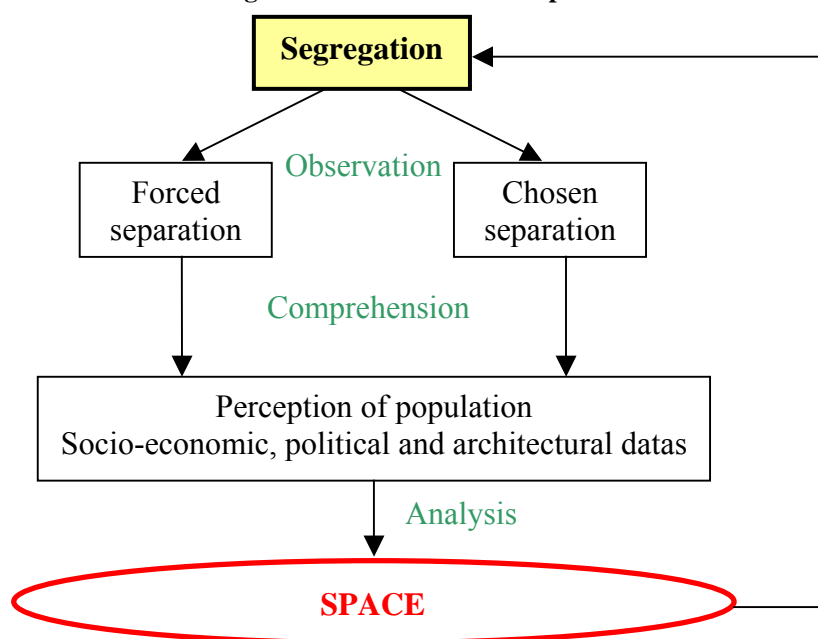 Segregation
Observation
Forced
separation
Chosen
separation
Comprehension
Perception of population
Socio-economic, political and architectural datas
Analysis
SPACE